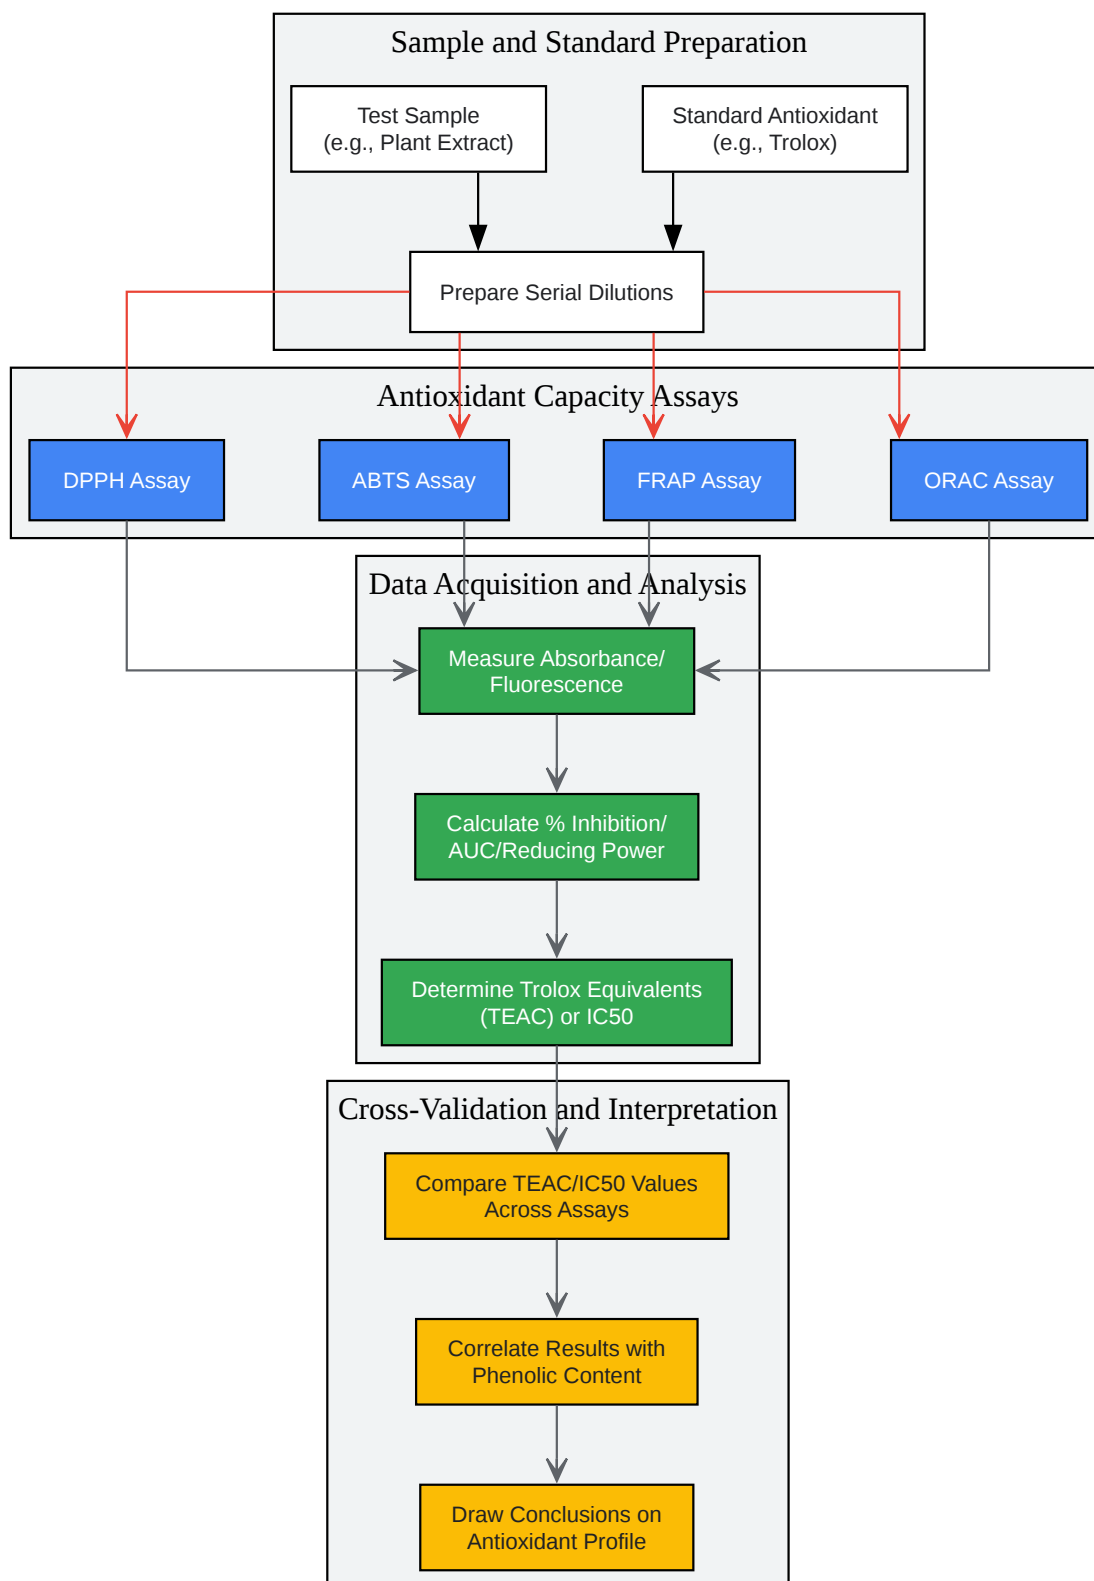 Sample and Standard Preparation
Test Sample
(e.g., Plant Extract)
Standard Antioxidant
(e.g., Trolox)
Prepare Serial Dilutions
Antioxidant Capacity Assays
DPPH Assay
ABTS Assay
FRAP Assay
ORAC Assay
Data Acquisition and Analysis
Measure Absorbance/
Fluorescence
Calculate % Inhibition/
AUC/Reducing Power
Determine Trolox Equivalents
(TEAC) or IC50
Cross-Validation and Interpretation
Compare TEAC/IC50 Values
Across Assays
Correlate Results with
Phenolic Content
Draw Conclusions on
Antioxidant Profile